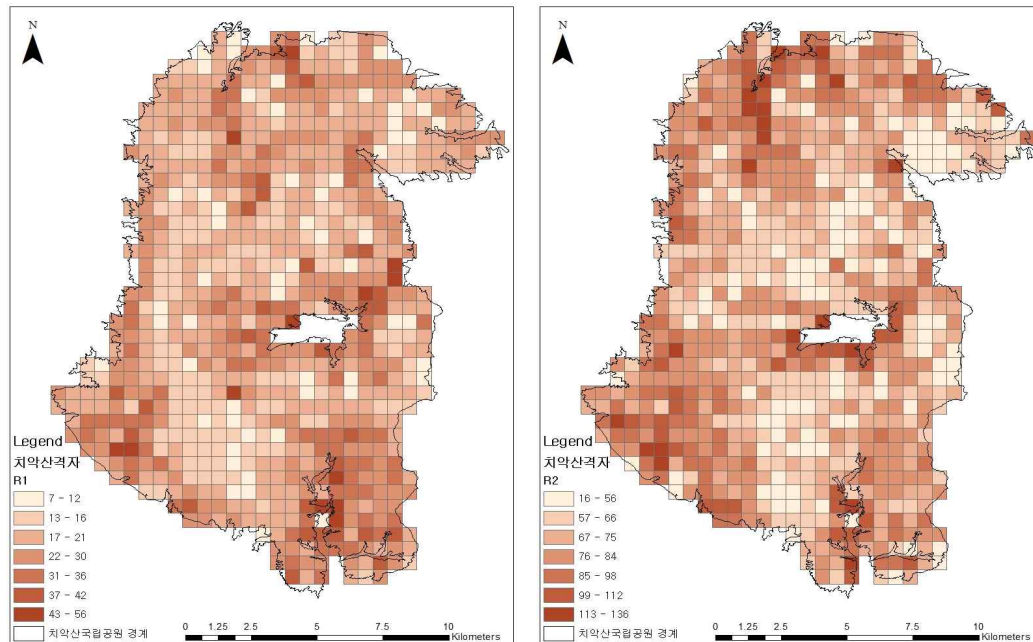 N
Legend
치악산격자
R1
7 - 12
13 - 16
17 - 21
22 - 30
31 - 36
37 - 42
43 - 56
치악산국립공원 경계
0 1.25 2.5 5 7.5 10
Kilometers
N
Legend
치악산격자
R2
16 - 56
57 - 66
67 - 75
76 - 84
85 - 98
99 - 112
113 - 136
치악산국립공원 경계
0 1.25 2.5 5 7.5 10
Kilometers